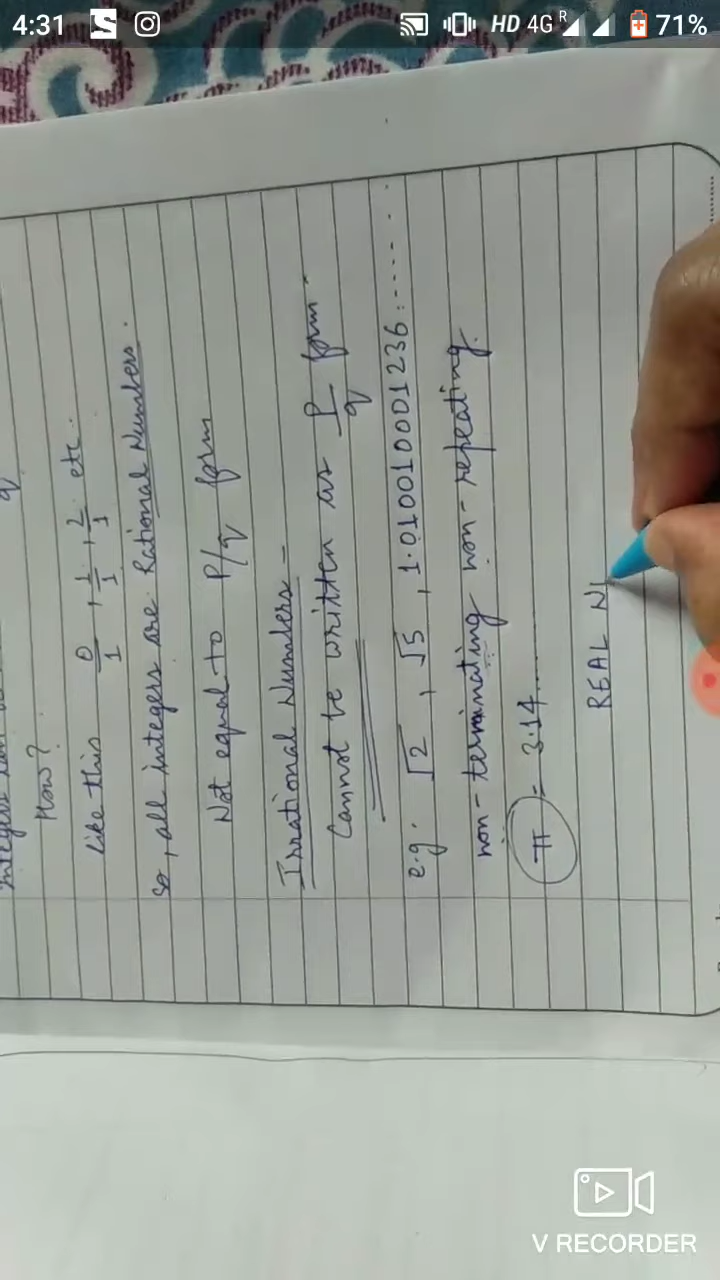 4:31 HD 4G R 71%
How?
like this 0/1, 1/1, 2/1 etc.
so, all integers are Rational Numbers.
Not equal to P/q form
Irrational Numbers -
Cannot be written as P/q form.
e.g. √2, √5, 1.010010001236......
non-terminating non-repeating.
π = 3.14....
REAL N
V RECORDER